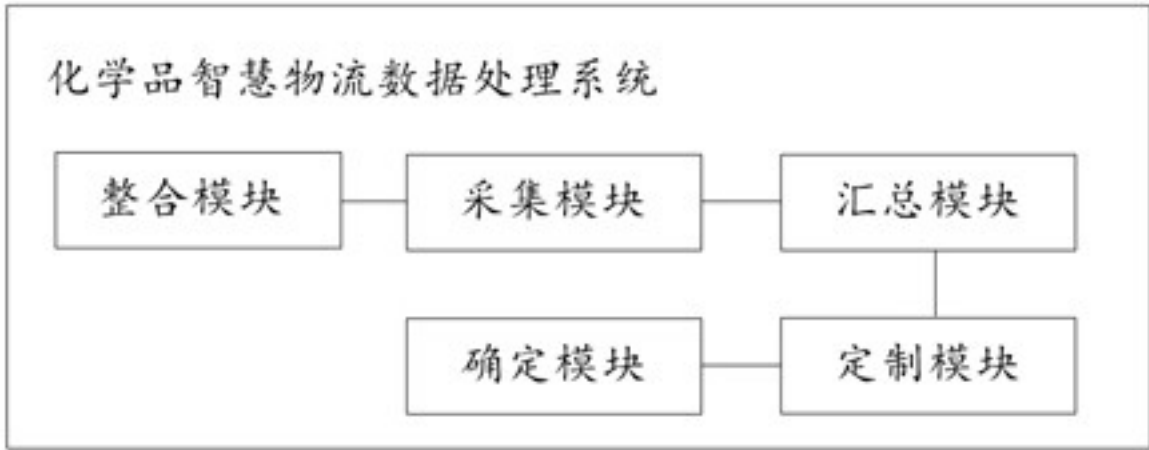 化学品智慧物流数据处理系统
整合模块
采集模块
汇总模块
确定模块
定制模块